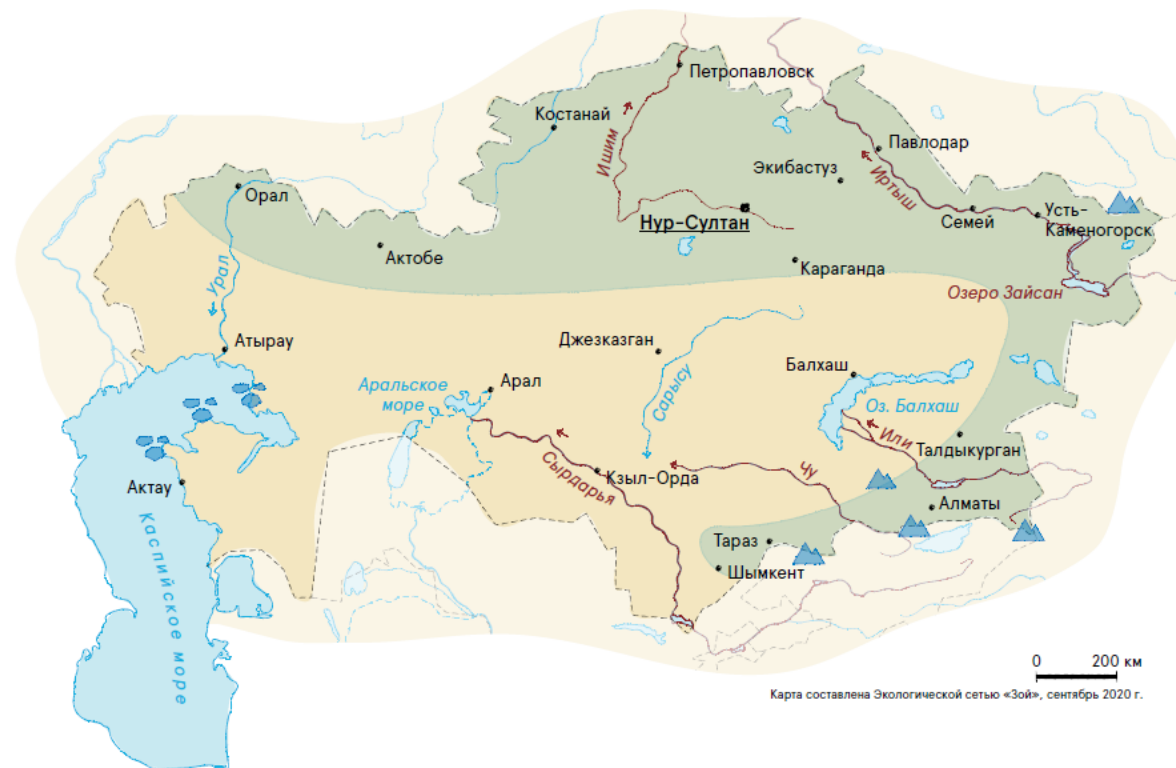 Петропавловск
Костанай
Ишим
Павлодар
Экибастуз
Иртыш
Орал
Семей
Усть-
Каменогорск
Нур-Султан
Актобе
Караганда
Озеро Зайсан
Урал
Атырау
Джезказган
Балхаш
Аральское
море
Арал
Сарысу
Оз. Балхаш
Или
Талдыкурган
Сырдарья
Кзыл-Орда
Чу
Актау
Алматы
Каспийское море
Тараз
Шымкент
0 200 км
Карта составлена Экологической сетью «Зой», сентябрь 2020 г.